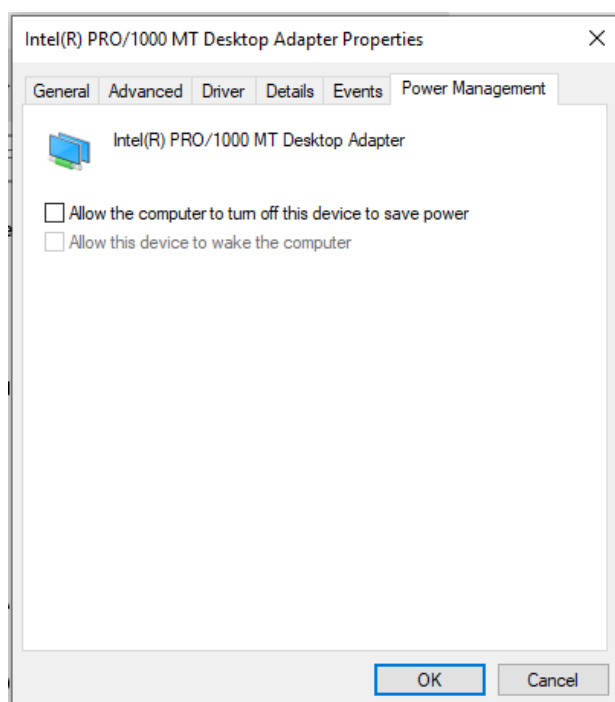 Intel(R) PRO/1000 MT Desktop Adapter Properties
General Advanced Driver Details Events Power Management
Intel(R) PRO/1000 MT Desktop Adapter
Allow the computer to turn off this device to save power
Allow this device to wake the computer
OK Cancel